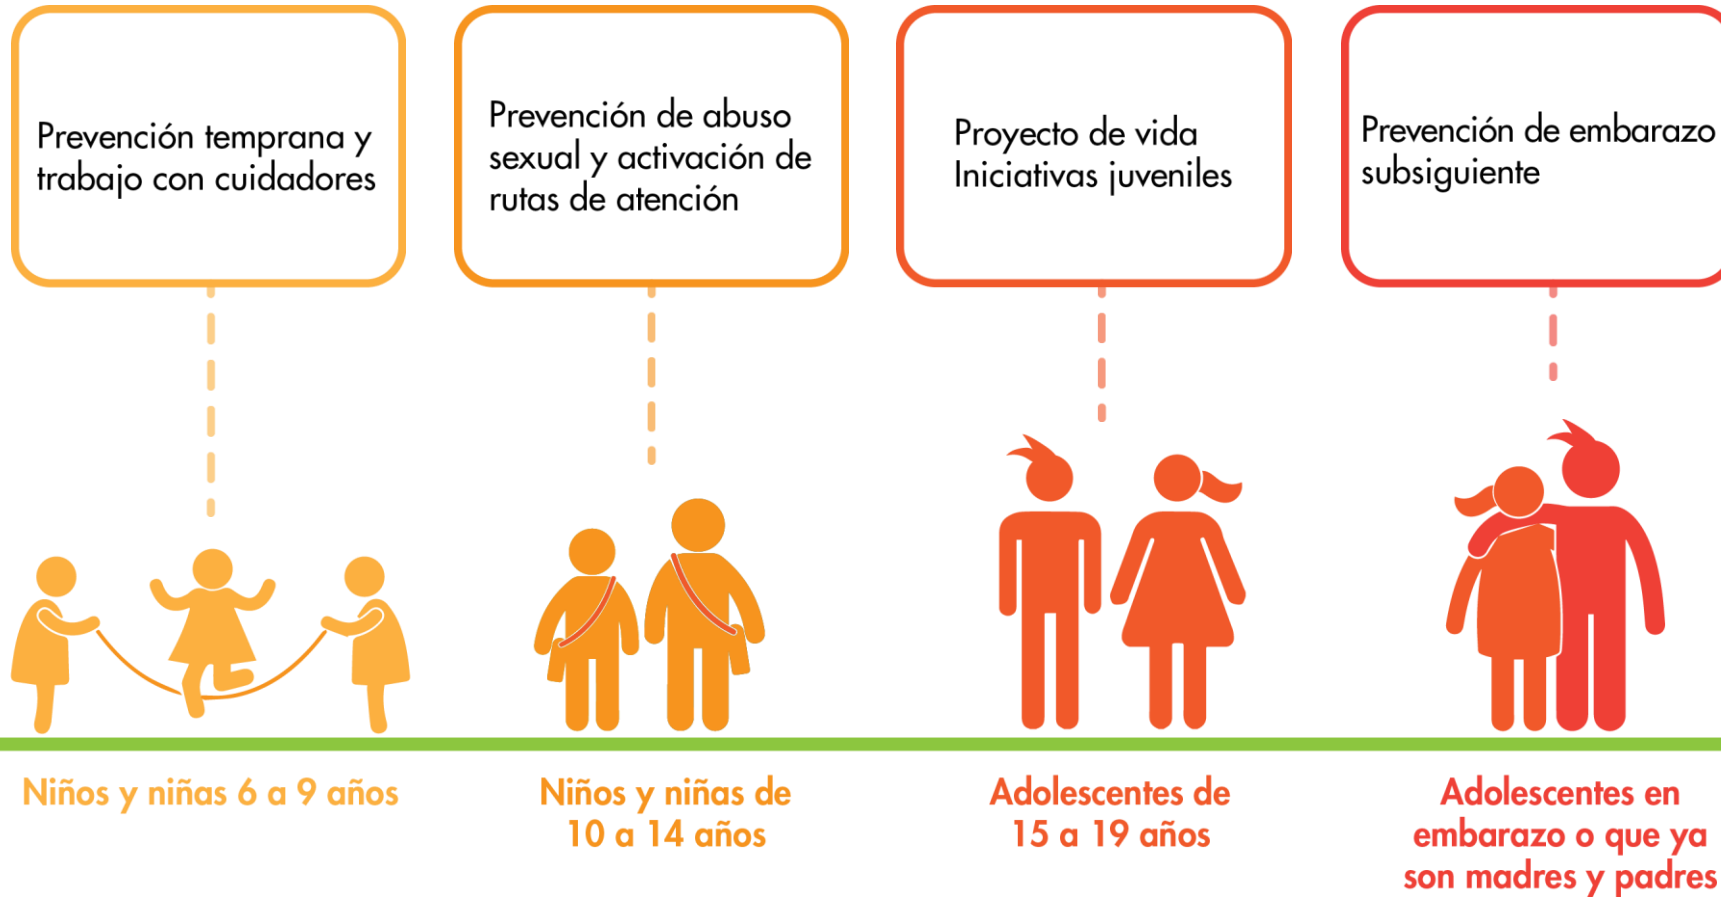 Prevención temprana y
trabajo con cuidadores
Prevención de abuso
sexual y activación de
rutas de atención
Proyecto de vida
Iniciativas juveniles
Prevención de embarazo
subsiguiente
Niños y niñas 6 a 9 años
Niños y niñas de
10 a 14 años
Adolescentes de
15 a 19 años
Adolescentes en
embarazo o que ya
son madres y padres